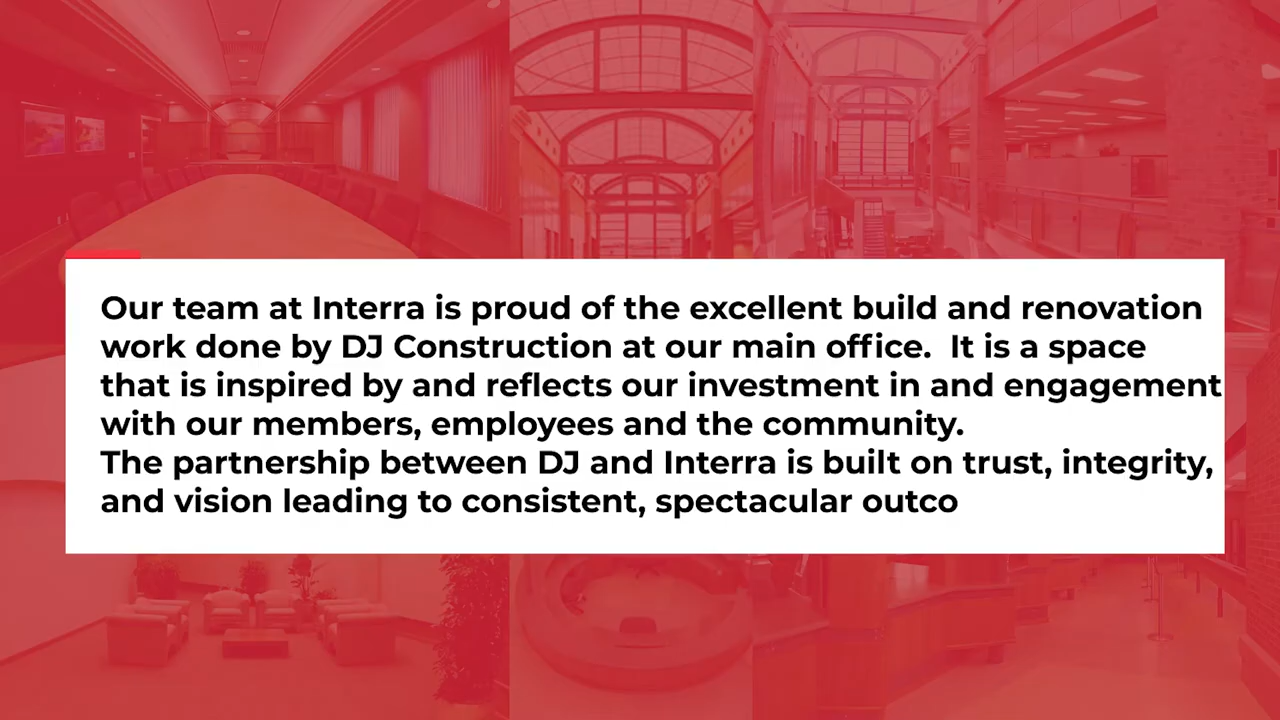 Our team at Interra is proud of the excellent build and renovation
work done by DJ Construction at our main office.  It is a space
that is inspired by and reflects our investment in and engagement
with our members, employees and the community.
The partnership between DJ and Interra is built on trust, integrity,
and vision leading to consistent, spectacular outco